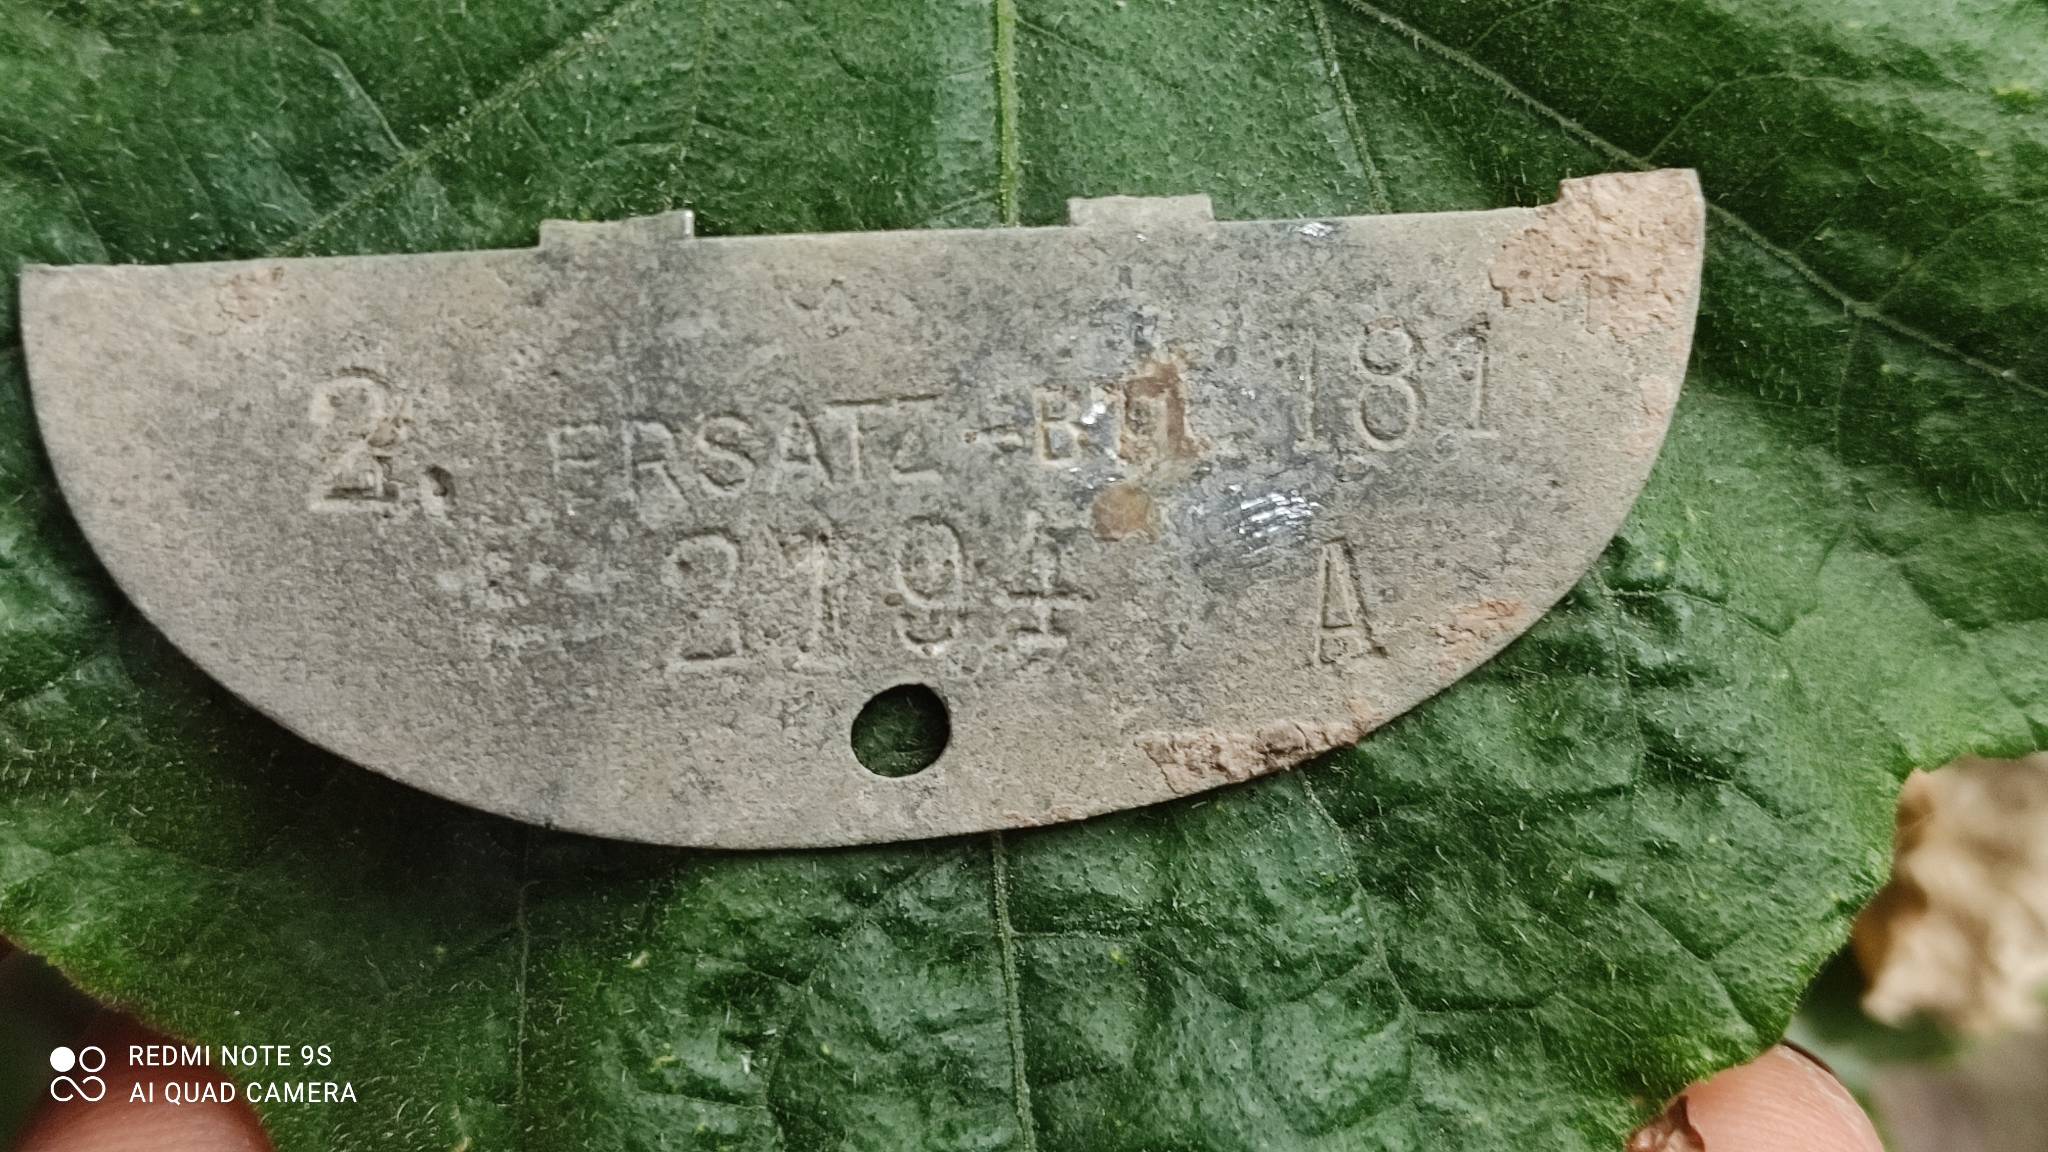 2. ERSATZ-BTL 181
2194 A
REDMI NOTE 9S
AI QUAD CAMERA